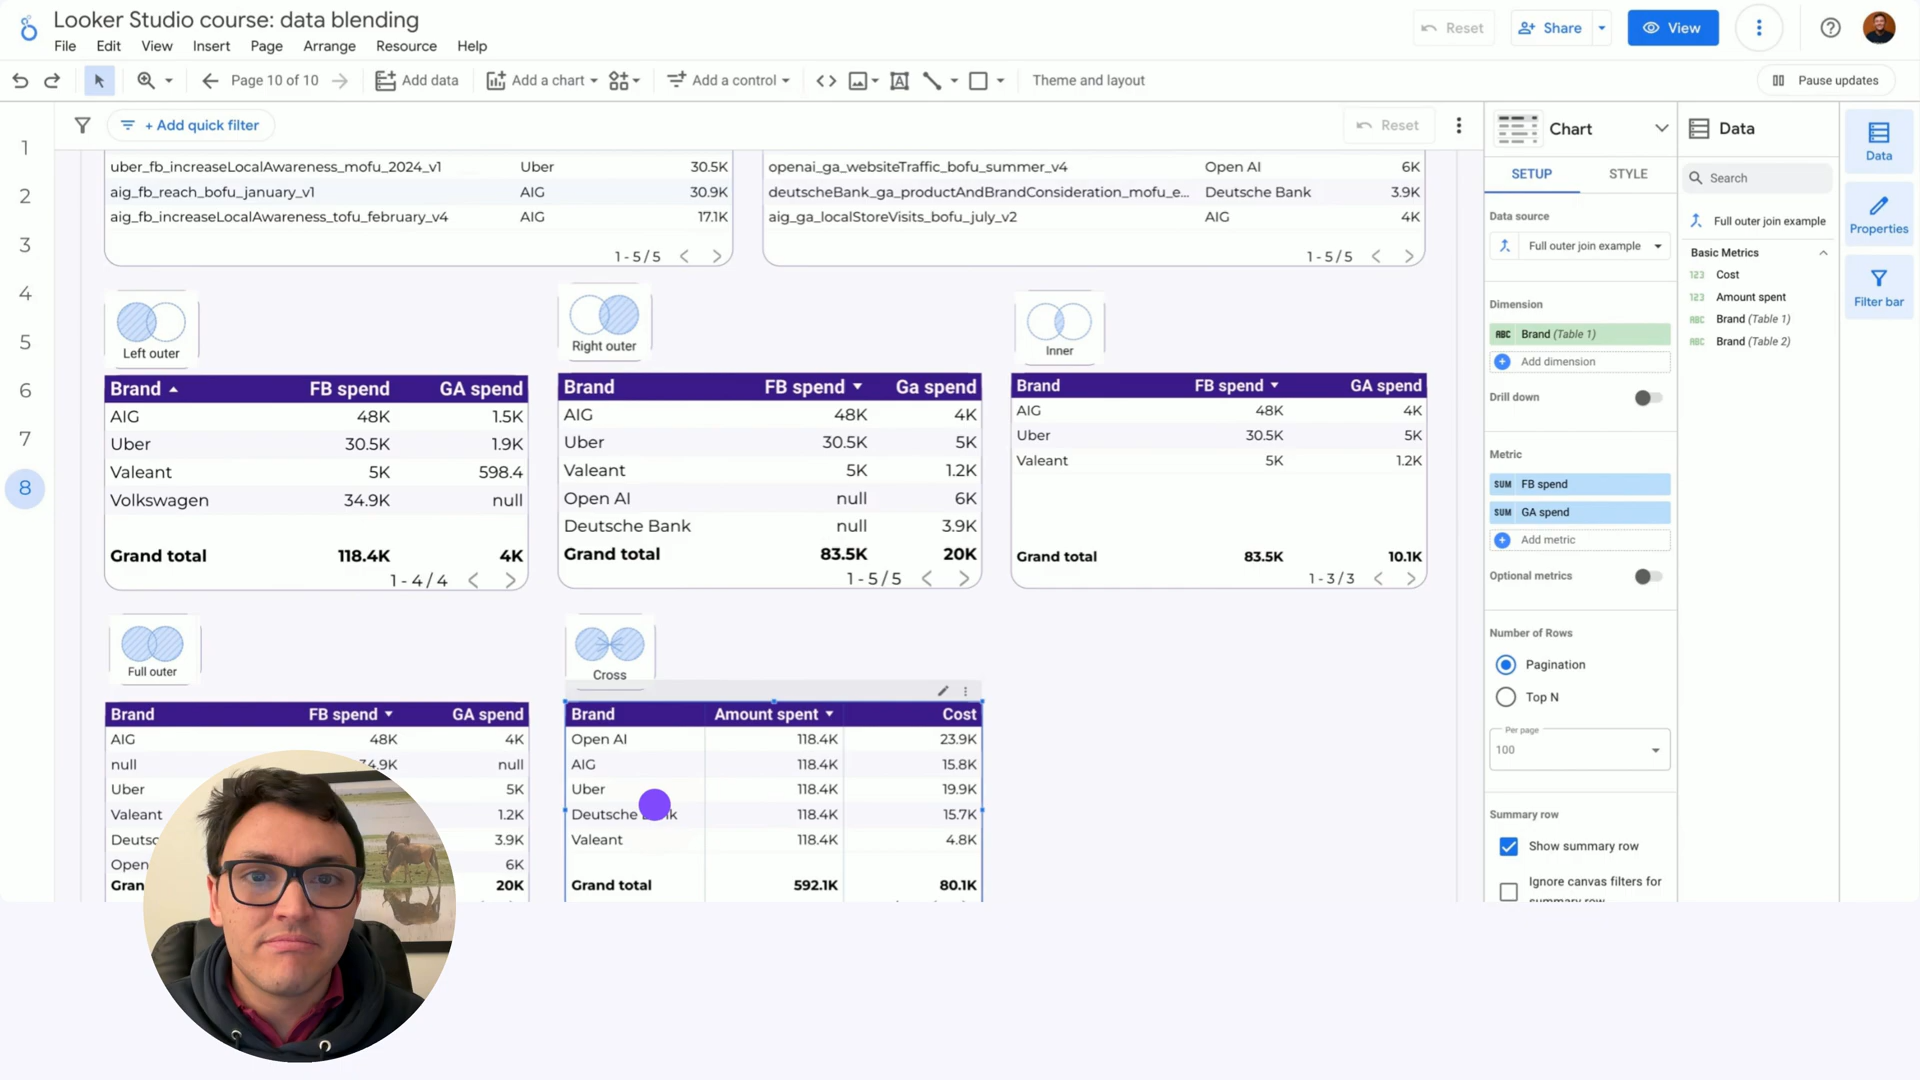 Looker Studio course: data blending
File Edit View Insert Page Arrange Resource Help
Reset
Share
View
Page 10 of 10
Add data
Add a chart
Add a control
Theme and layout
Pause updates
+ Add quick filter
Reset
1
2
3
4
5
6
7
8
uber_fb_increaseLocalAwareness_mofu_2024_v1 Uber 30.5K
aig_fb_reach_bofu_january_v1 AIG 30.9K
aig_fb_increaseLocalAwareness_tofu_february_v4 AIG 17.1K
1 - 5 / 5
openai_ga_websiteTraffic_bofu_summer_v4 Open AI 6K
deutscheBank_ga_productAndBrandConsideration_mofu_e... Deutsche Bank 3.9K
aig_ga_localStoreVisits_bofu_july_v2 AIG 4K
1 - 5 / 5
Left outer
Brand FB spend GA spend
AIG 48K 1.5K
Uber 30.5K 1.9K
Valeant 5K 598.4
Volkswagen 34.9K null
Grand total 118.4K 4K
1 - 4 / 4
Right outer
Brand FB spend Ga spend
AIG 48K 4K
Uber 30.5K 5K
Valeant 5K 1.2K
Open AI null 6K
Deutsche Bank null 3.9K
Grand total 83.5K 20K
1 - 5 / 5
Inner
Brand FB spend GA spend
AIG 48K 4K
Uber 30.5K 5K
Valeant 5K 1.2K
Grand total 83.5K 10.1K
1 - 3 / 3
Full outer
Brand FB spend GA spend
AIG 48K 4K
null 34.9K null
Uber 5K
Valeant 1.2K
Deutsc 3.9K
Open 6K
Gran 20K
Cross
Brand Amount spent Cost
Open AI 118.4K 23.9K
AIG 118.4K 15.8K
Uber 118.4K 19.9K
Deutsche 118.4K 15.7K
Valeant 118.4K 4.8K
Grand total 592.1K 80.1K
Chart
SETUP STYLE
Data source
Full outer join example
Dimension
ABC Brand (Table 1)
Add dimension
Drill down
Metric
SUM FB spend
SUM GA spend
Add metric
Optional metrics
Number of Rows
Pagination
Top N
Per page
100
Summary row
Show summary row
Ignore canvas filters for
Data
Search
Full outer join example
Basic Metrics
123 Cost
123 Amount spent
ABC Brand (Table 1)
ABC Brand (Table 2)
Data
Properties
Filter bar